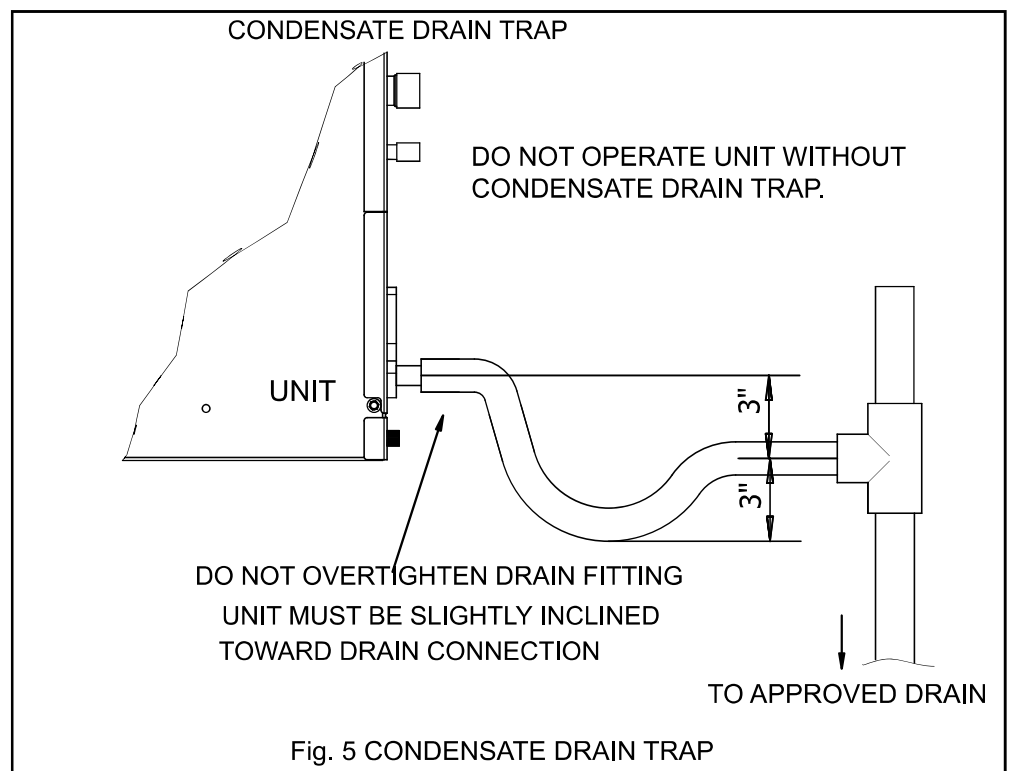 CONDENSATE DRAIN TRAP
DO NOT OPERATE UNIT WITHOUT
CONDENSATE DRAIN TRAP.
UNIT
3"
3"
DO NOT OVERTIGHTEN DRAIN FITTING
UNIT MUST BE SLIGHTLY INCLINED
TOWARD DRAIN CONNECTION
TO APPROVED DRAIN
Fig. 5 CONDENSATE DRAIN TRAP